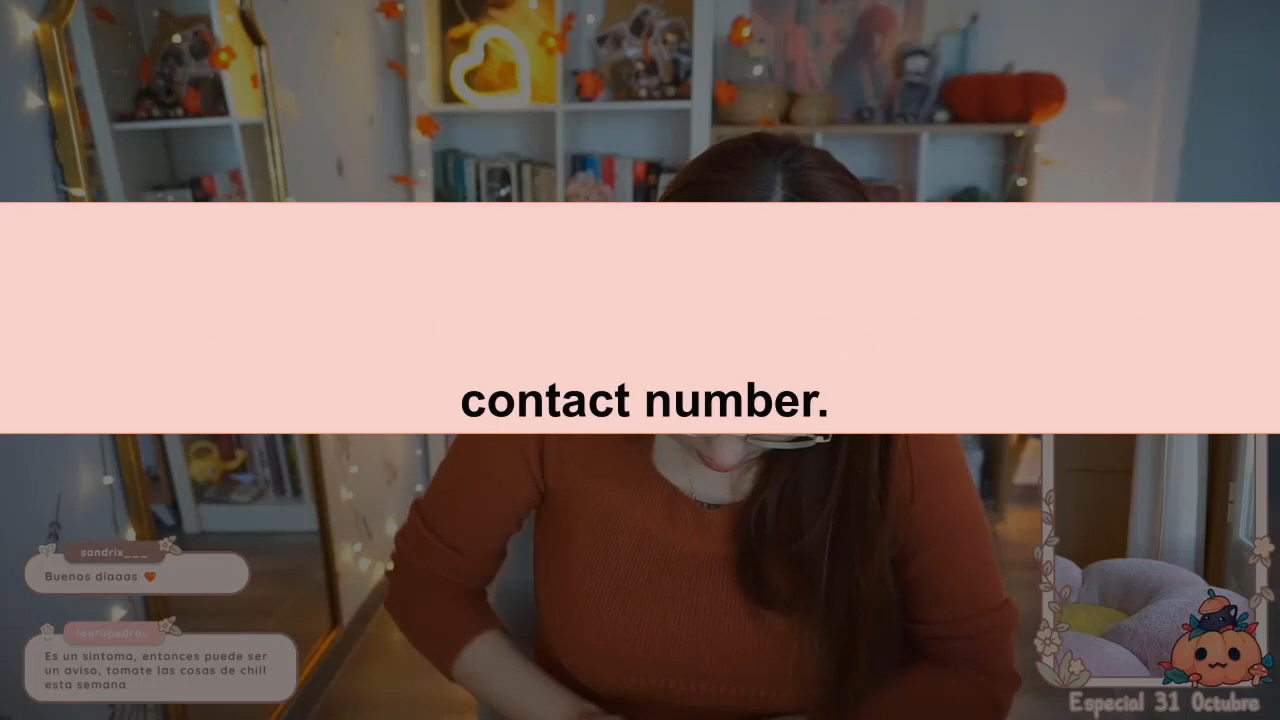 contact number.
sandrix___
Buenos díaaas
Es un sintoma, entonces puede ser
un aviso, tomate las cosas de chill
esta semana
Especial 31 Octubre